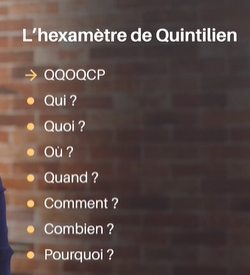 L'hexamètre de Quintilien
→ QQOQCP
• Qui ?
• Quoi ?
• Où ?
• Quand ?
• Comment ?
• Combien ?
• Pourquoi ?